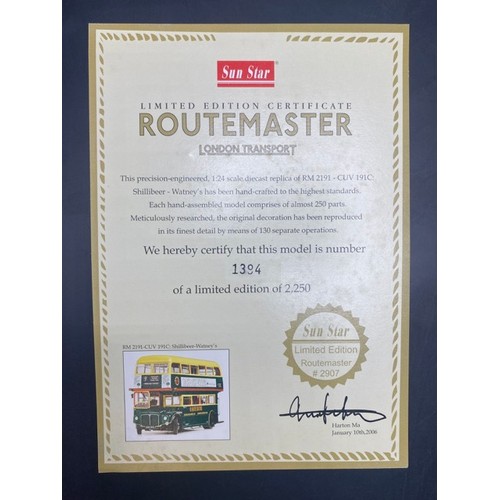 Sun Star
LIMITED EDITION CERTIFICATE
ROUTEMASTER
LONDON TRANSPORT
This precision-engineered, 1:24 scale diecast replica of RM 2191 - CUV 191C:
Shillibeer - Watney's has been hand-crafted to the highest standards.
Each hand-assembled model comprises of almost 250 parts.
Meticulously researched, the original decoration has been reproduced
in its finest detail by means of 130 separate operations.
We hereby certify that this model is number
1394
of a limited edition of 2,250
RM 2191-CUV 191C: Shillibeer-Watney's
Sun Star
Limited Edition
Routemaster
# 2907
Harton Ma
January 10th, 2006